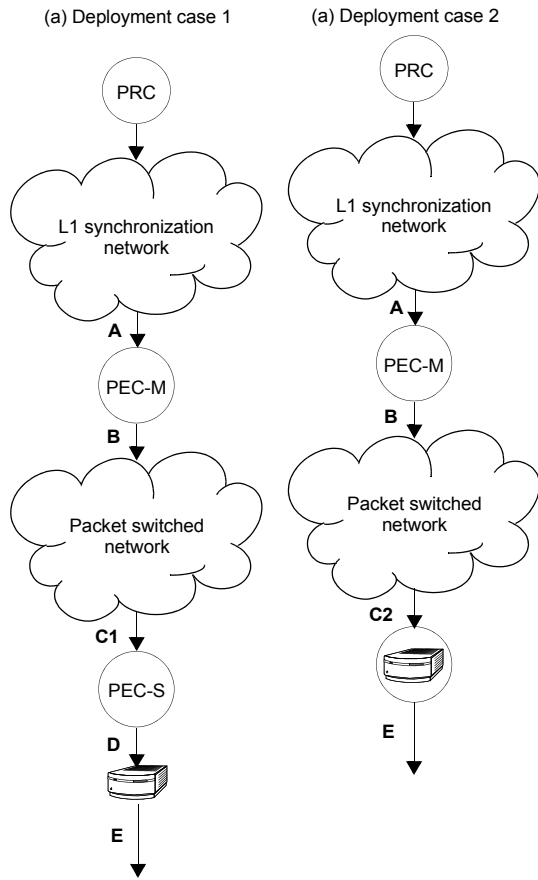 (a) Deployment case 1
PRC
L1 synchronization
network
A
PEC-M
B
Packet switched
network
C1
PEC-S
D
E
(a) Deployment case 2
PRC
L1 synchronization
network
A
PEC-M
B
Packet switched
network
C2
E